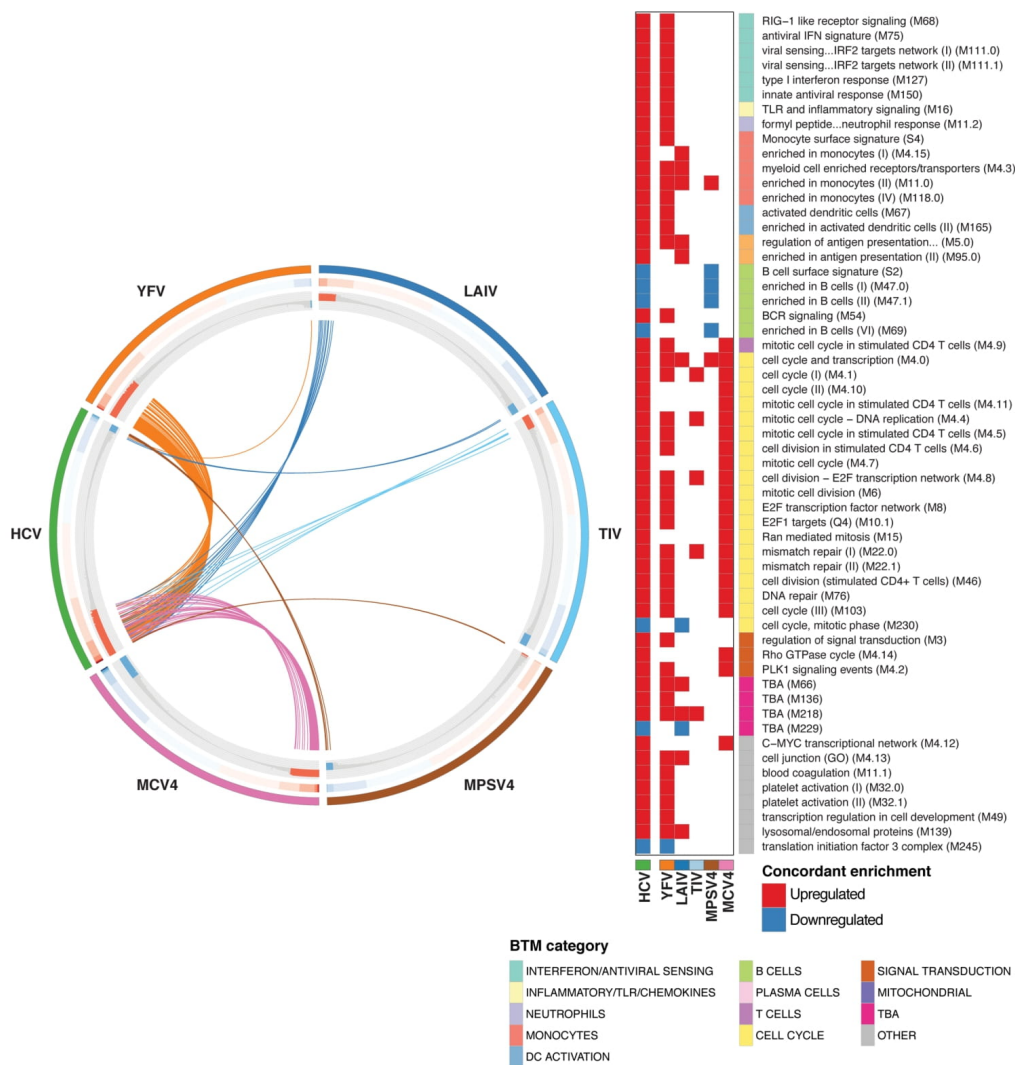 YFV
LAIV
HCV
TIV
MCV4
MPSV4
RIG−1 like receptor signaling (M68)
antiviral IFN signature (M75)
viral sensing...IRF2 targets network (I) (M111.0)
viral sensing...IRF2 targets network (II) (M111.1)
type I interferon response (M127)
innate antiviral response (M150)
TLR and inflammatory signaling (M16)
formyl peptide...neutrophil response (M11.2)
Monocyte surface signature (S4)
enriched in monocytes (I) (M4.15)
myeloid cell enriched receptors/transporters (M4.3)
enriched in monocytes (II) (M11.0)
enriched in monocytes (IV) (M118.0)
activated dendritic cells (M67)
enriched in activated dendritic cells (II) (M165)
regulation of antigen presentation... (M5.0)
enriched in antigen presentation (II) (M95.0)
B cell surface signature (S2)
enriched in B cells (I) (M47.0)
enriched in B cells (II) (M47.1)
BCR signaling (M54)
enriched in B cells (VI) (M69)
mitotic cell cycle in stimulated CD4 T cells (M4.9)
cell cycle and transcription (M4.0)
cell cycle (I) (M4.1)
cell cycle (II) (M4.10)
mitotic cell cycle in stimulated CD4 T cells (M4.11)
mitotic cell cycle − DNA replication (M4.4)
mitotic cell cycle in stimulated CD4 T cells (M4.5)
cell division in stimulated CD4 T cells (M4.6)
mitotic cell cycle (M4.7)
cell division − E2F transcription network (M4.8)
mitotic cell division (M6)
E2F transcription factor network (M8)
E2F1 targets (Q4) (M10.1)
Ran mediated mitosis (M15)
mismatch repair (I) (M22.0)
mismatch repair (II) (M22.1)
cell division (stimulated CD4+ T cells) (M46)
DNA repair (M76)
cell cycle (III) (M103)
cell cycle, mitotic phase (M230)
regulation of signal transduction (M3)
Rho GTPase cycle (M4.14)
PLK1 signaling events (M4.2)
TBA (M66)
TBA (M136)
TBA (M218)
TBA (M229)
C−MYC transcriptional network (M4.12)
cell junction (GO) (M4.13)
blood coagulation (M11.1)
platelet activation (I) (M32.0)
platelet activation (II) (M32.1)
transcription regulation in cell development (M49)
lysosomal/endosomal proteins (M139)
translation initiation factor 3 complex (M245)
HCV
YFV
LAIV
TIV
MPSV4
MCV4
Concordant enrichment
Upregulated
Downregulated
BTM category
INTERFERON/ANTIVIRAL SENSING
INFLAMMATORY/TLR/CHEMOKINES
NEUTROPHILS
MONOCYTES
DC ACTIVATION
B CELLS
PLASMA CELLS
T CELLS
CELL CYCLE
SIGNAL TRANSDUCTION
MITOCHONDRIAL
TBA
OTHER